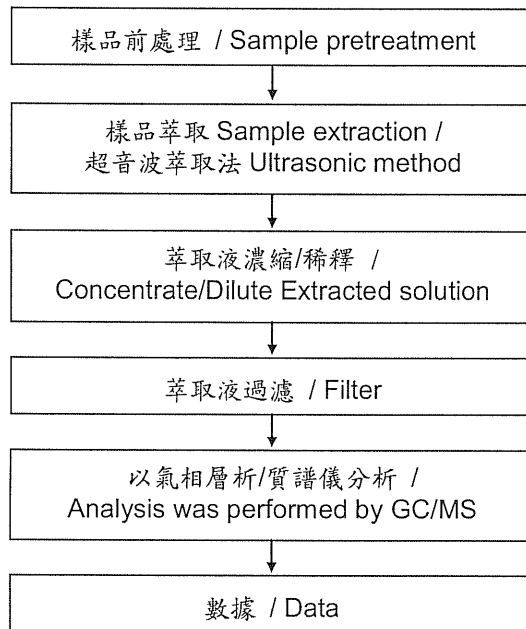 樣品前處理 / Sample pretreatment
樣品萃取 Sample extraction /
超音波萃取法 Ultrasonic method
萃取液濃縮/稀釋 /
Concentrate/Dilute Extracted solution
萃取液過濾 / Filter
以氣相層析/質譜儀分析 /
Analysis was performed by GC/MS
數據 / Data